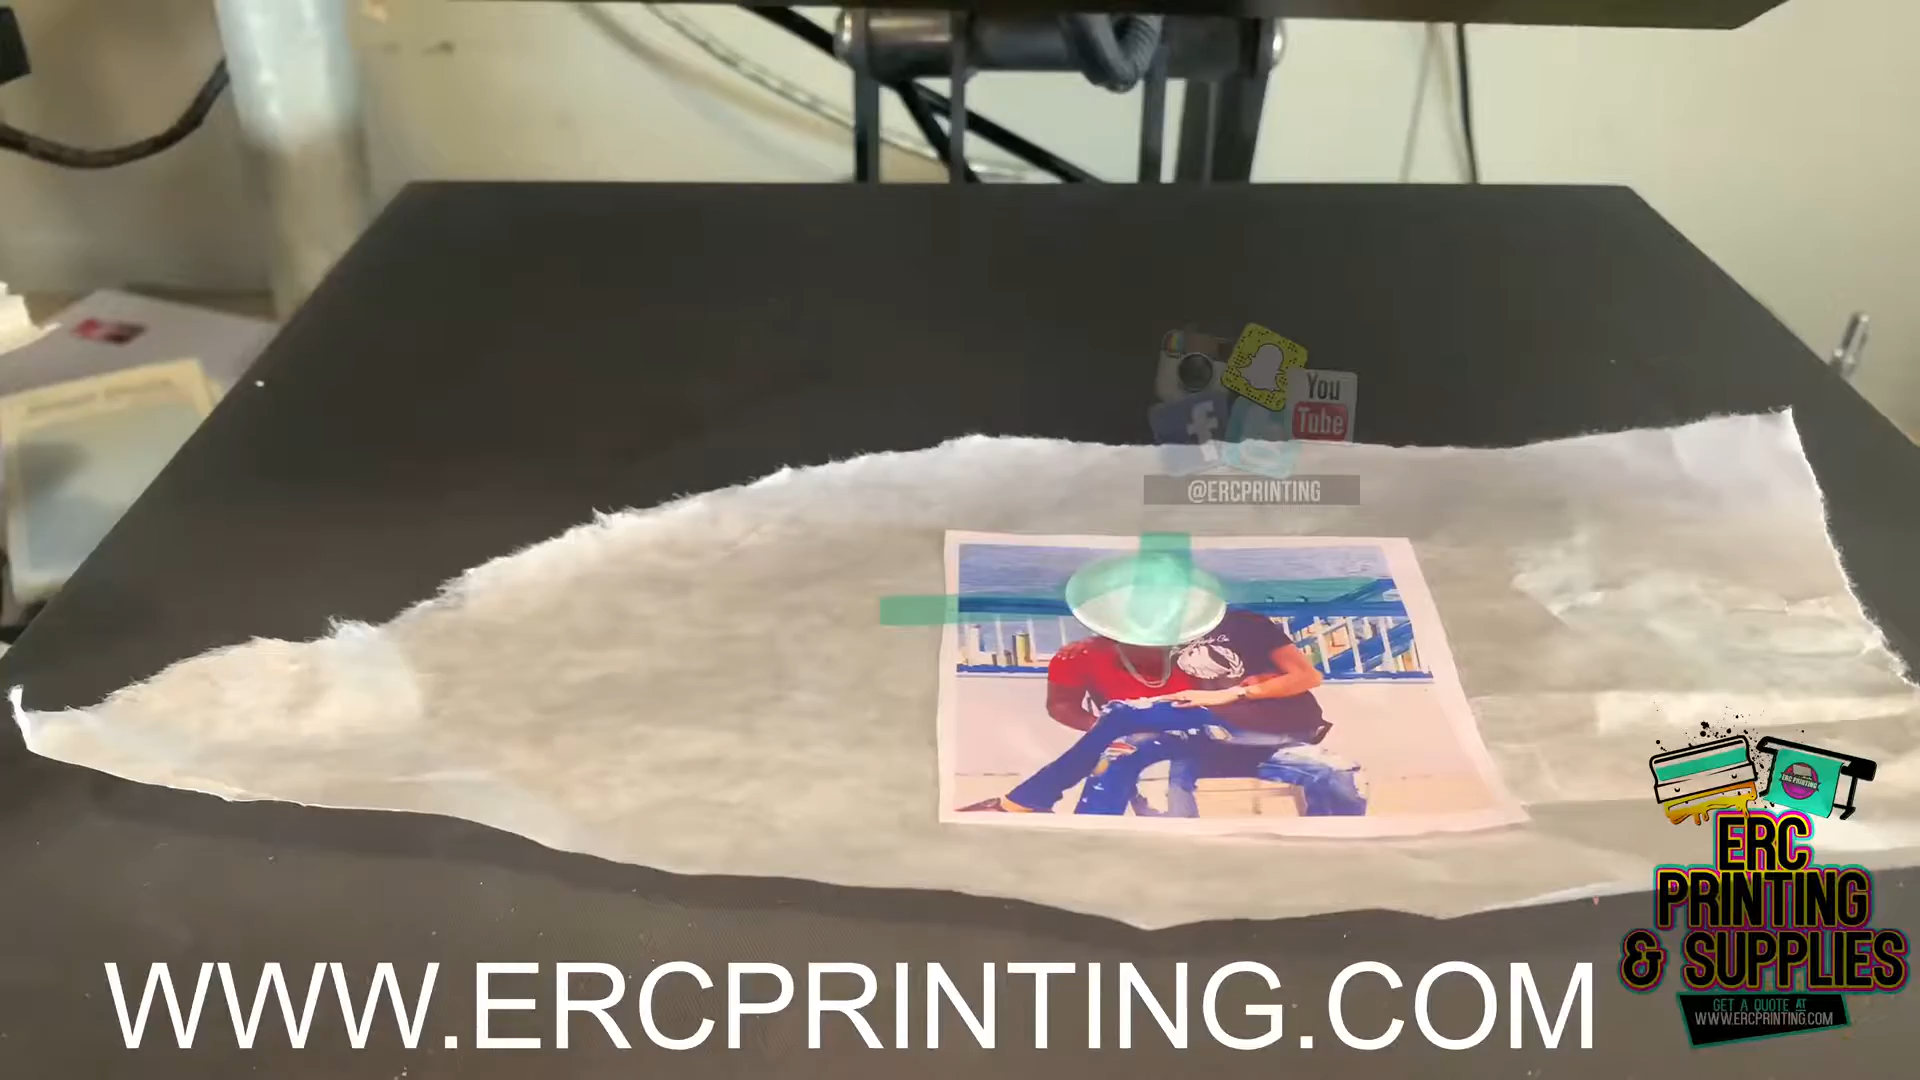 You
Tube
@ERCPRINTING
ERC
PRINTING
& SUPPLIES
GET A QUOTE AT
WWW.ERCPRINTING.COM
WWW.ERCPRINTING.COM